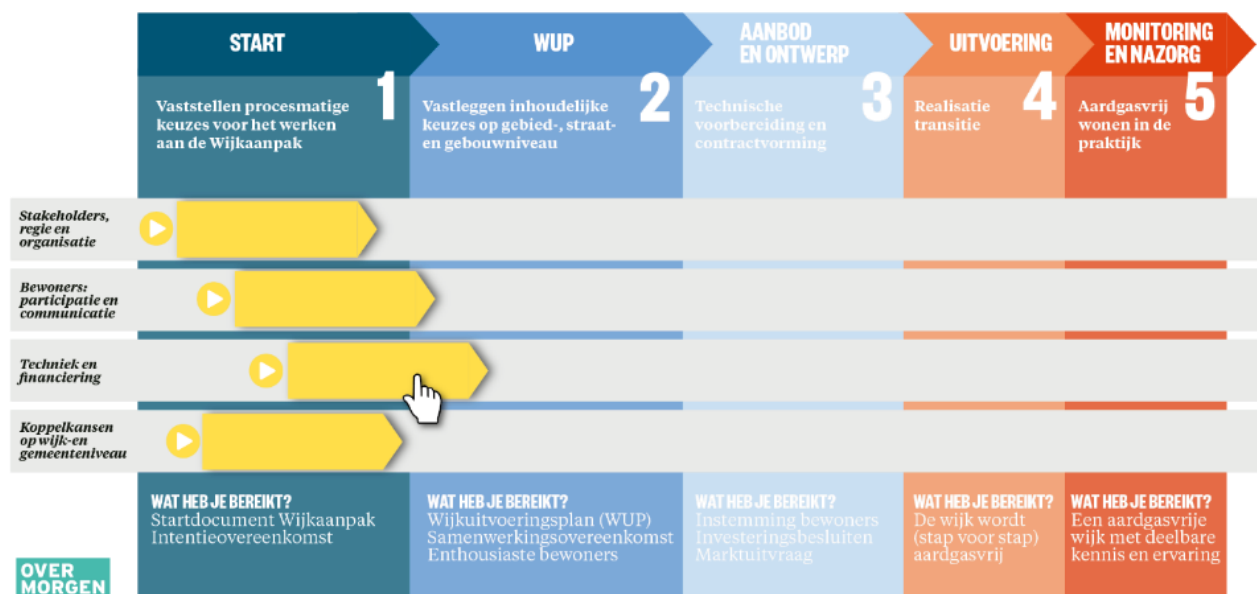 START
WUP
AANBOD
EN ONTWERP
UITVOERING
MONITORING
EN NAZORG
1
Vaststellen procesmatige
keuzes voor het werken
aan de Wijkaanpak
2
Vastleggen inhoudelijke
keuzes op gebied-, straat-
en gebouwniveau
3
Technische
voorbereiding en
contractvorming
4
Realisatie
transitie
5
Aardgasvrij
wonen in de
praktijk
Stakeholders,
regie en
organisatie
Bewoners:
participatie en
communicatie
Techniek en
financiering
Koppelkansen
op wijk-en
gemeenteniveau
WAT HEB JE BEREIKT?
Startdocument Wijkaanpak
Intentieovereenkomst
WAT HEB JE BEREIKT?
Wijkuitvoeringsplan (WUP)
Samenwerkingsovereenkomst
Enthousiaste bewoners
WAT HEB JE BEREIKT?
Instemming bewoners
Investeringsbesluiten
Marktuitvraag
WAT HEB JE BEREIKT?
De wijk wordt
(stap voor stap)
aardgasvrij
WAT HEB JE BEREIKT?
Een aardgasvrije
wijk met deelbare
kennis en ervaring
OVER
MORGEN